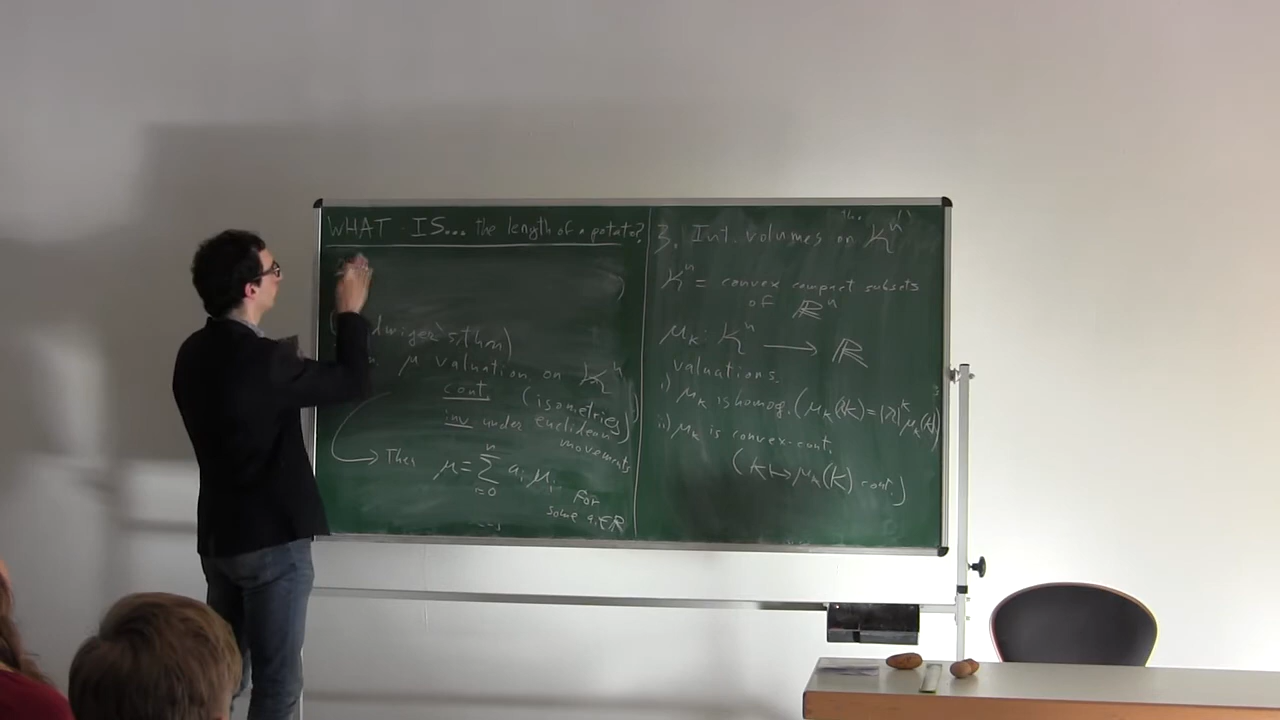 WHAT IS... the length of a potato?
dwiger's thm)
μ valuation on K^n
cont. (isometries)
inv. under euclidean movements
Then μ = ∑_{i=0}^{n} a_i μ_i for
some a_i ∈ ℝ
3. Int. volumes on K^n
K^n = convex compact subsets
of ℝ^n
μ_k : K^n → ℝ
valuations.
i) μ_k is homog. (μ_k(λK) = |λ|^k μ_k(K))
ii) μ_k is convex-cont.
(K ↦ μ_k(K) cont.)